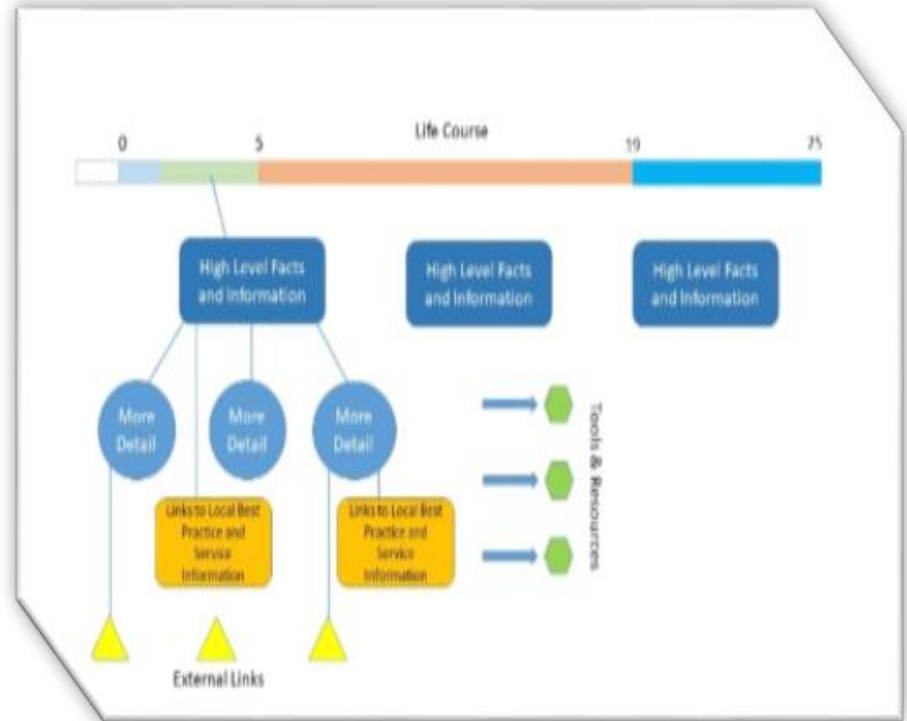 Life Course
0 5 19 25
High Level Facts
and Information
High Level Facts
and Information
High Level Facts
and Information
More
Detail
More
Detail
More
Detail
Tools & Resources
Links to Local Best
Practice and
Service
Information
Links to Local Best
Practice and
Service
Information
External Links